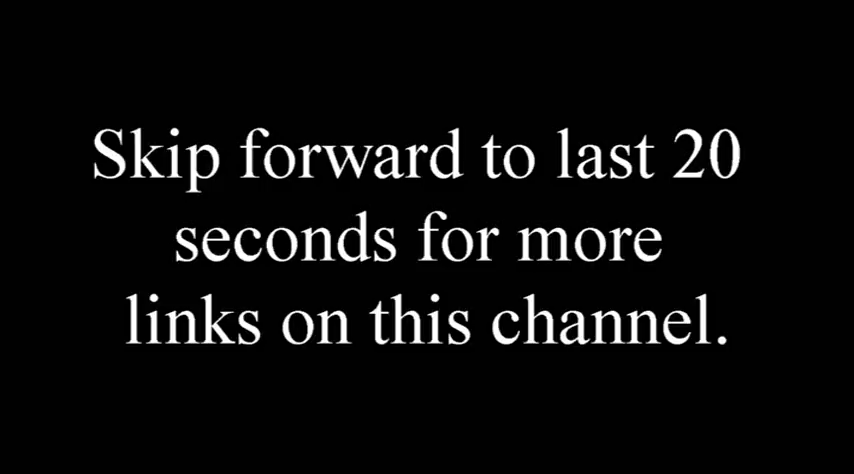 Skip forward to last 20
seconds for more
links on this channel.